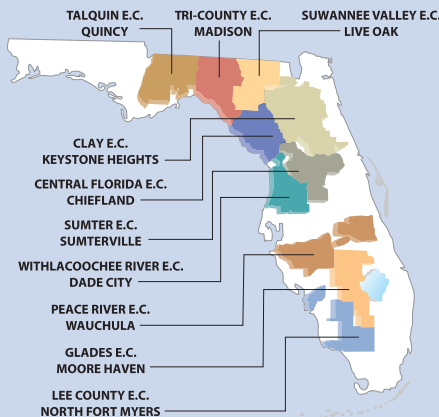 TALQUIN E.C.
QUINCY
TRI-COUNTY E.C.
MADISON
SUWANNEE VALLEY E.C.
LIVE OAK
CLAY E.C.
KEYSTONE HEIGHTS
CENTRAL FLORIDA E.C.
CHIEFLAND
SUMTER E.C.
SUMTERVILLE
WITHLACOOCHEE RIVER E.C.
DADE CITY
PEACE RIVER E.C.
WAUCHULA
GLADES E.C.
MOORE HAVEN
LEE COUNTY E.C.
NORTH FORT MYERS